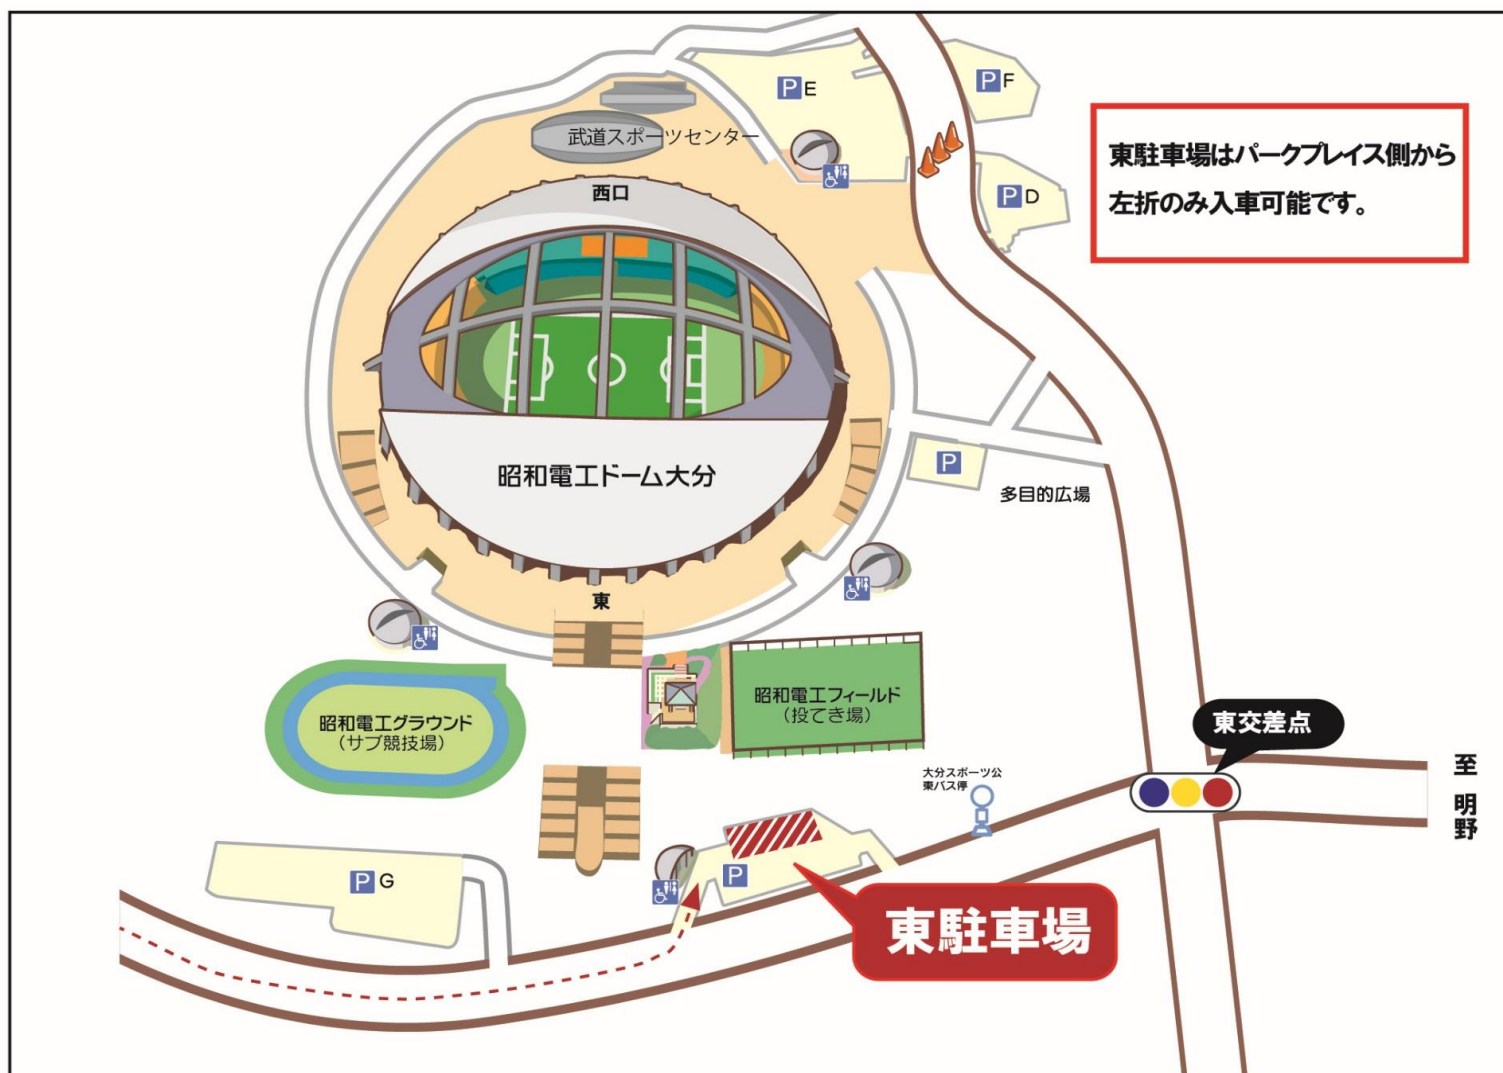 P E
P F
武道スポーツセンター
東駐車場はパークプレイス側から
左折のみ入車可能です。
西口
P D
昭和電工ドーム大分
P
多目的広場
東
昭和電工フィールド
(投てき場)
昭和電工グラウンド
(サブ競技場)
東交差点
大分スポーツ公
東バス停
至 明野
P G
P
東駐車場